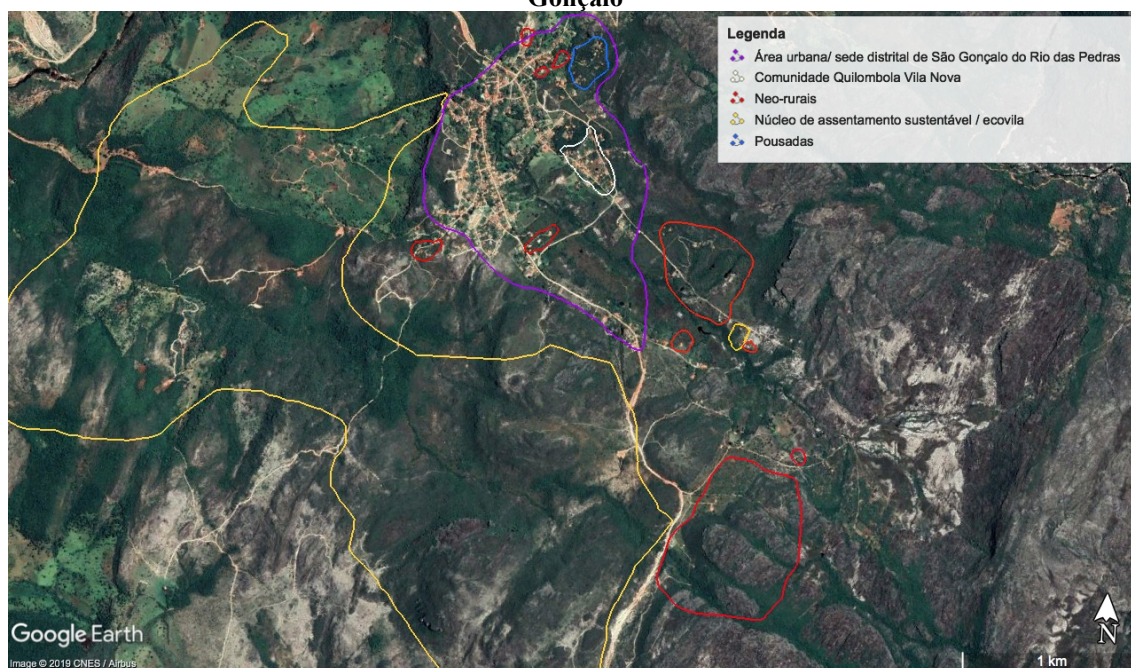 Gonçalo
Legenda
Área urbana/ sede distrital de São Gonçalo do Rio das Pedras
Comunidade Quilombola Vila Nova
Neo-rurais
Núcleo de assentamento sustentável / ecovila
Pousadas
Google Earth
N
Image © 2019 CNES / Airbus
1 km